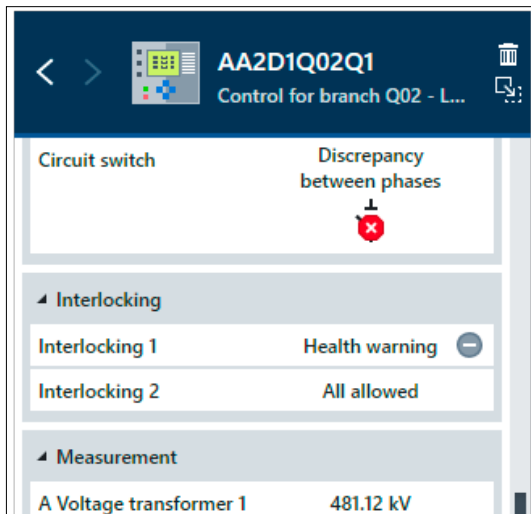 AA2D1Q02Q1
Control for branch Q02 - L...
Circuit switch Discrepancy
between phases
Interlocking
Interlocking 1 Health warning
Interlocking 2 All allowed
Measurement
A Voltage transformer 1 481.12 kV